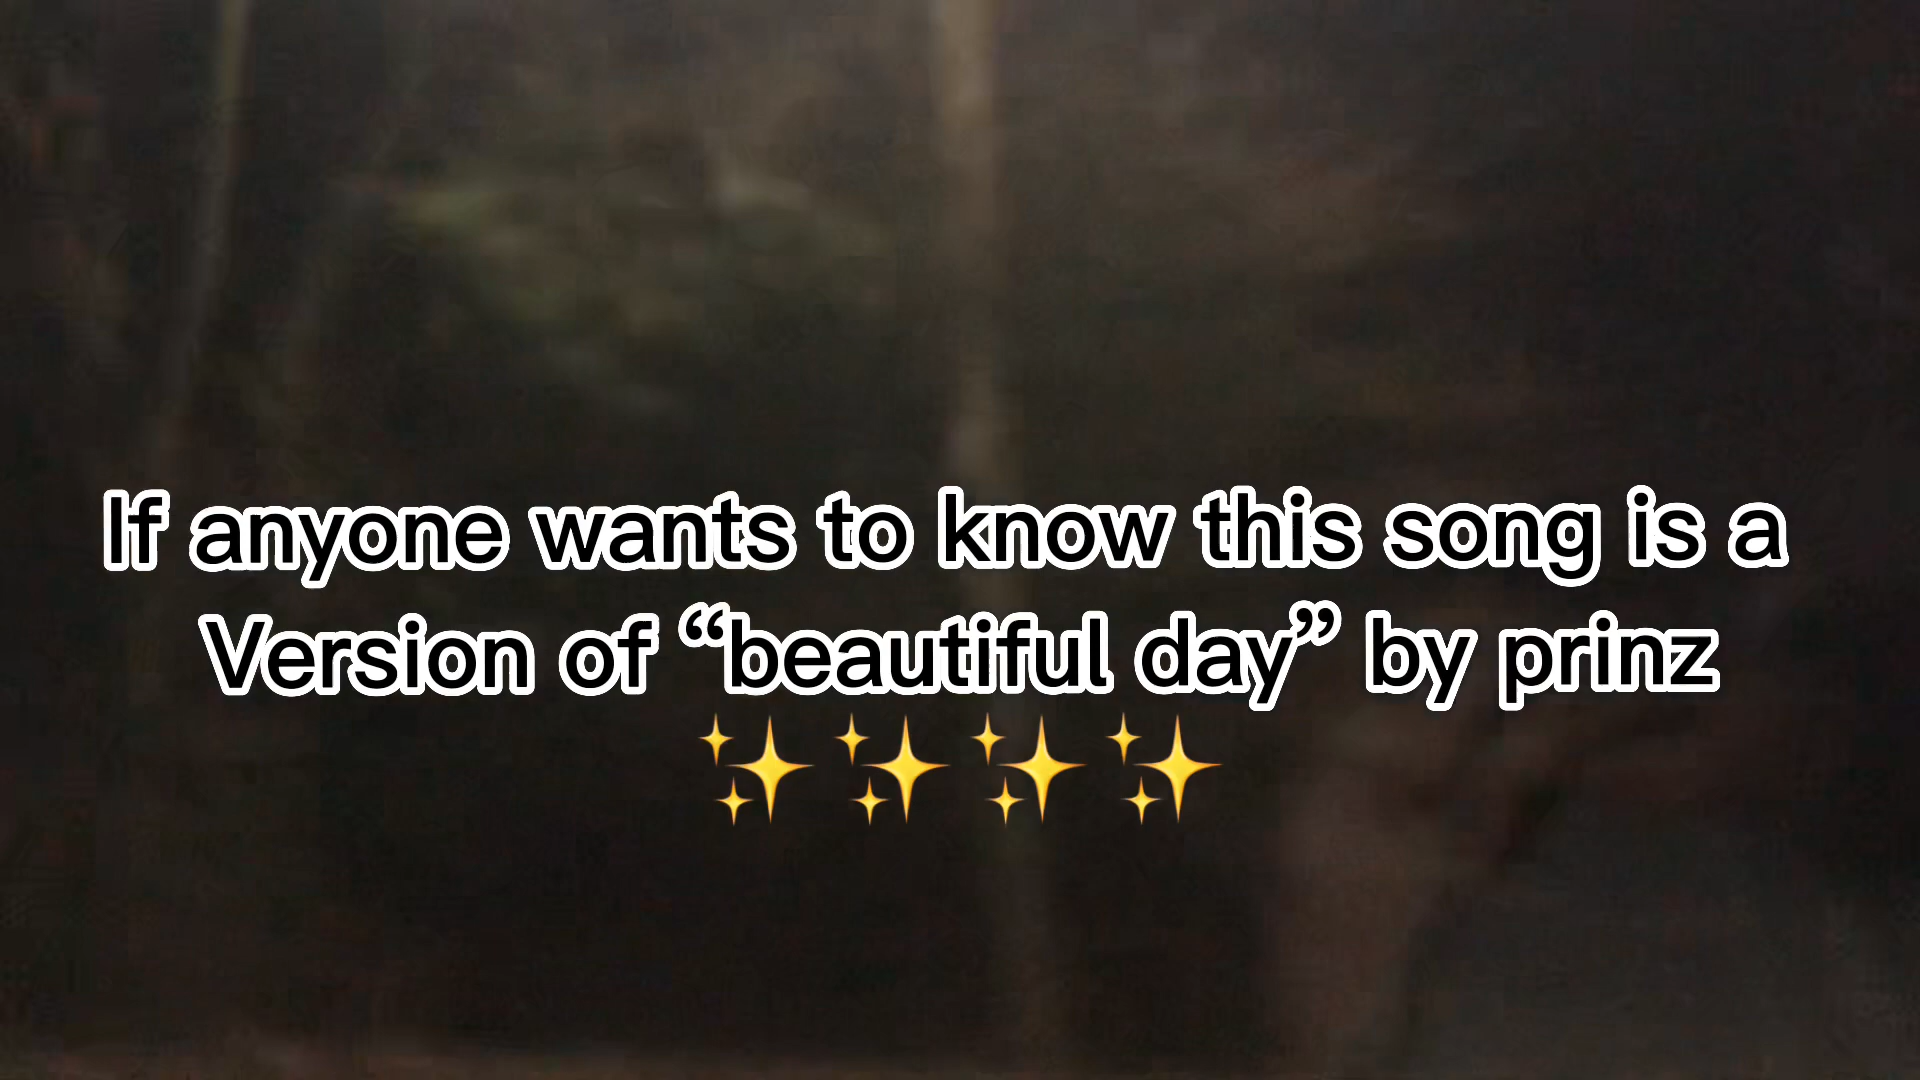 If anyone wants to know this song is a
Version of “beautiful day” by prinz
✨✨✨✨